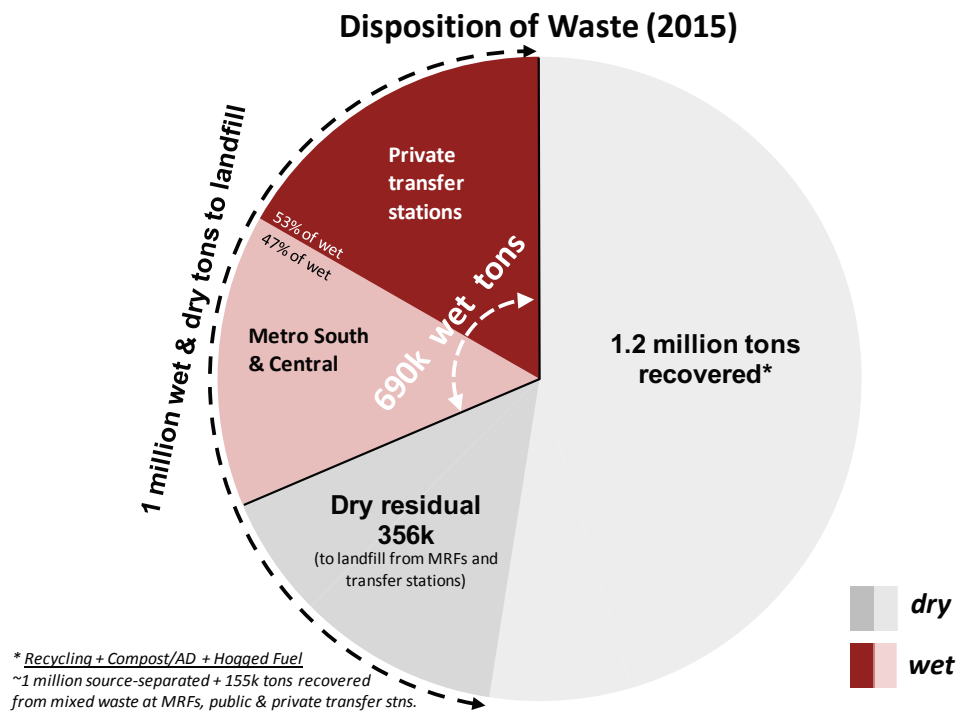 Disposition of Waste (2015)
1 million wet & dry tons to landfill
Private
transfer
stations
53% of wet
47% of wet
690k wet tons
Metro South
& Central
1.2 million tons
recovered*
Dry residual
356k
(to landfill from MRFs and
transfer stations)
dry
wet
* Recycling + Compost/AD + Hogged Fuel
~1 million source-separated + 155k tons recovered
from mixed waste at MRFs, public & private transfer stns.